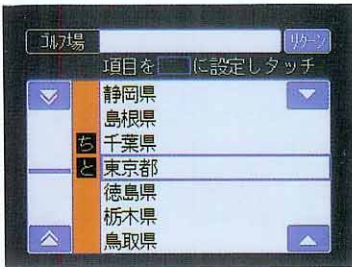 ゴルフ場
リターン
項目を に設定しタッチ
静岡県
島根県
ち 千葉県
と 東京都
徳島県
栃木県
鳥取県